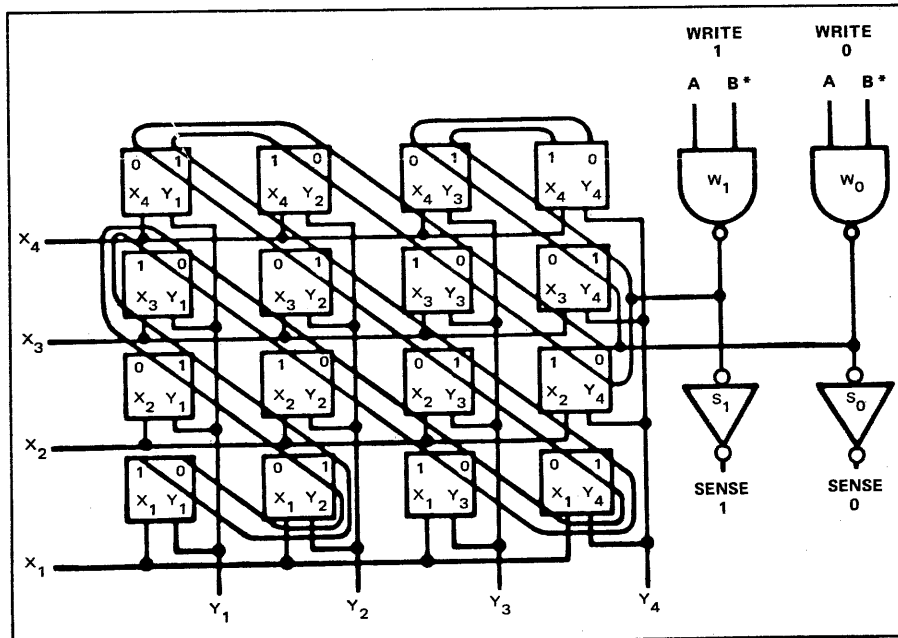 WRITE 1
WRITE 0
A B* A B*
W1 W0
0 1 1 0 0 1 1 0
X4 Y1 X4 Y2 X4 Y3 X4 Y4
X4
1 0 0 1 1 0 0 1
X3 Y1 X3 Y2 X3 Y3 X3 Y4
X3
0 1 1 0 0 1 1 0
X2 Y1 X2 Y2 X2 Y3 X2 Y4
X2
S1 S0
1 0 0 1 1 0 0 1
X1 Y1 X1 Y2 X1 Y3 X1 Y4
SENSE 1
SENSE 0
X1
Y1 Y2 Y3 Y4